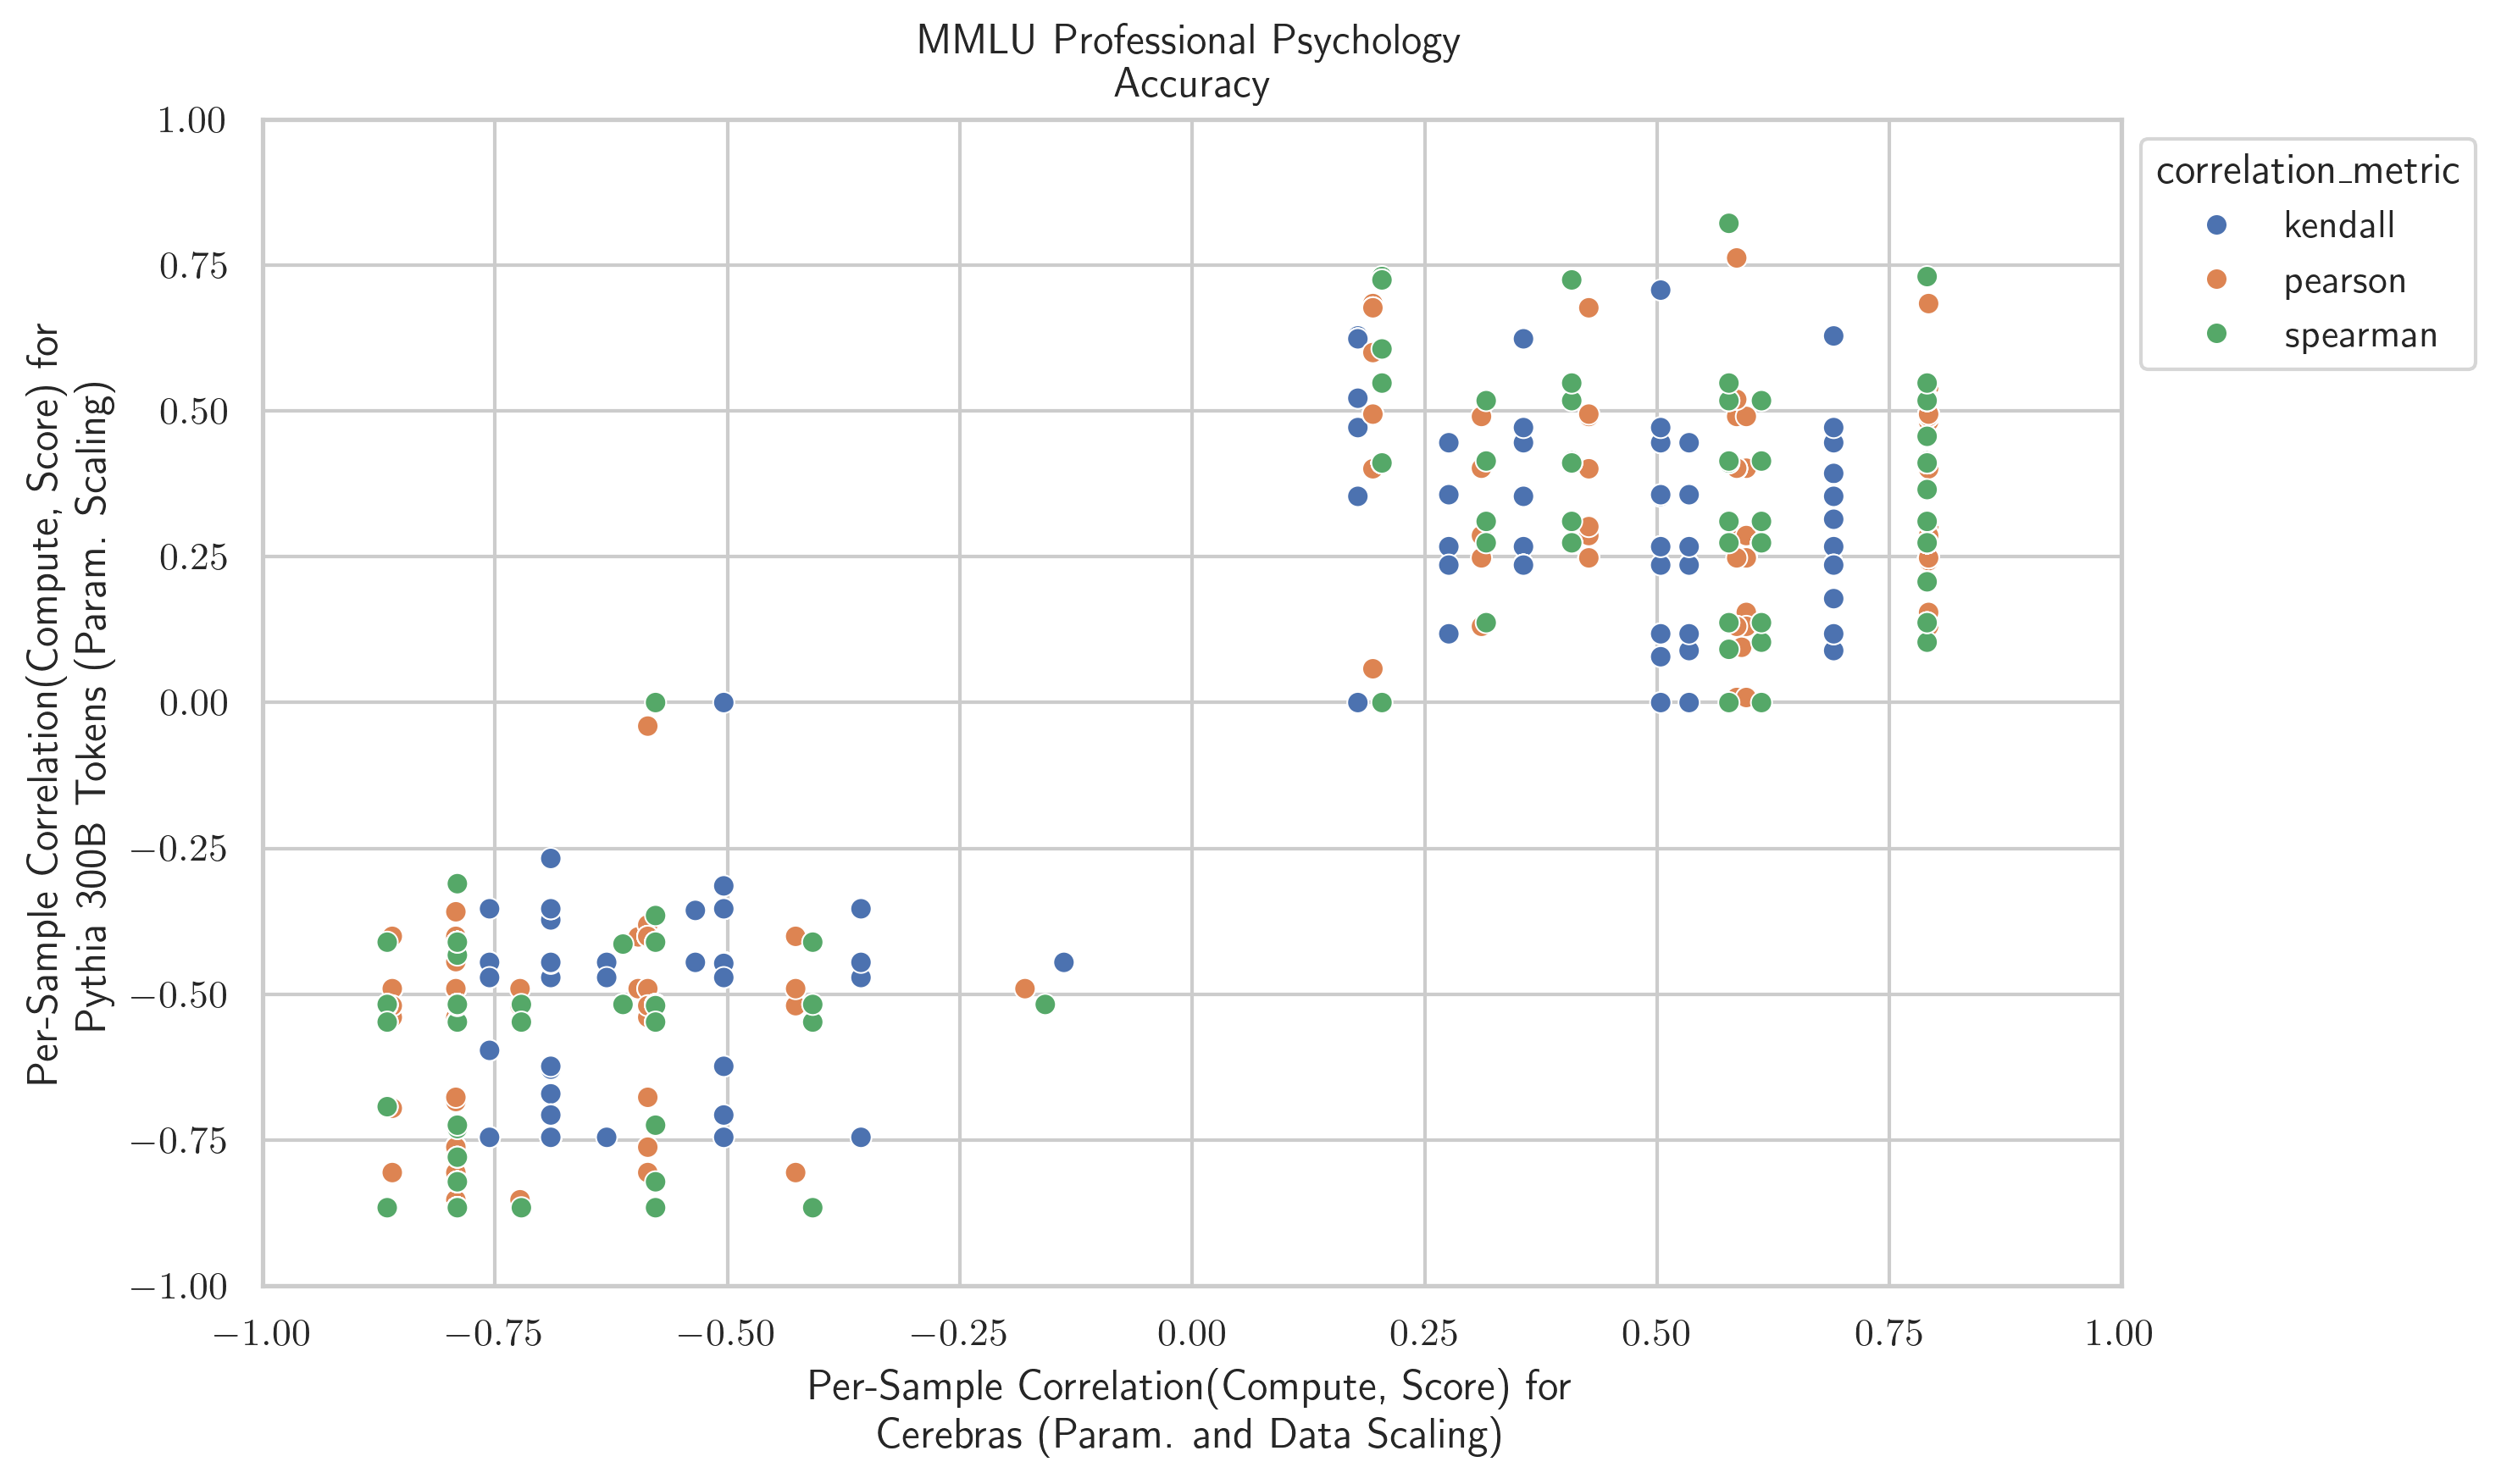 MMLU Professional Psychology
Accuracy
1.00
0.75
0.50
0.25
0.00
−0.25
−0.50
−0.75
−1.00
Per-Sample Correlation(Compute, Score) for
Pythia 300B Tokens (Param. Scaling)
correlation_metric
kendall
pearson
spearman
−1.00 −0.75 −0.50 −0.25 0.00 0.25 0.50 0.75 1.00
Per-Sample Correlation(Compute, Score) for
Cerebras (Param. and Data Scaling)